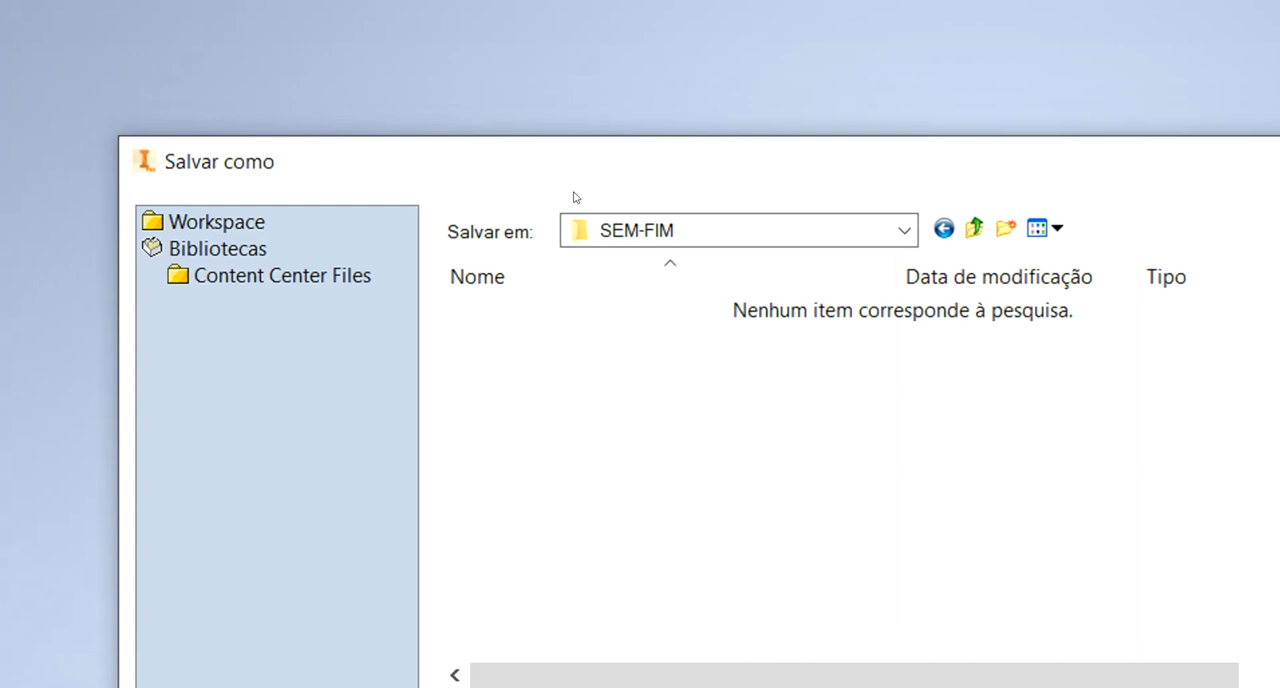 Salvar como
Workspace
Bibliotecas
Content Center Files
Salvar em: SEM-FIM
Nome Data de modificação Tipo
Nenhum item corresponde à pesquisa.